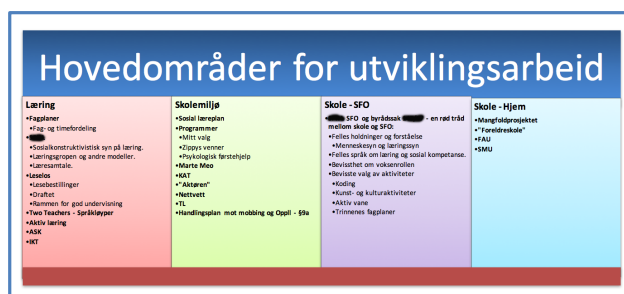 Hovedområder for utviklingsarbeid
Læring
•Fagplaner
•Fag- og timefordeling
•Sosialkonstruktivistisk syn på læring.
•Læringsgropen og andre modeller.
•Læresamtale.
•Leselos
•Lesebestillinger
•Draftet
•Rammen for god undervisning
•Two Teachers - Språkløyper
•Aktiv læring
•ASK
•IKT
Skolemiljø
•Sosial læreplan
•Programmer
•Mitt valg
•Zippys venner
•Psykologisk førstehjelp
•Marte Meo
•KAT
•"Aktøren"
•Nettvett
•TL
•Handlingsplan mot mobbing og Oppll - §9a
Skole - SFO
• SFO og byrådssak - en rød tråd
mellom skole og SFO:
•Felles holdninger og forståelse
•Menneskesyn og læringssyn
•Felles språk om læring og sosial kompetanse.
•Bevissthet om voksenrollen
•Bevisste valg av aktiviteter
•Koding
•Kunst- og kulturaktiviteter
•Aktiv vane
•Trinnenes fagplaner
Skole - Hjem
•Mangfoldprosjektet
•"Foreldreskole"
•FAU
•SMU